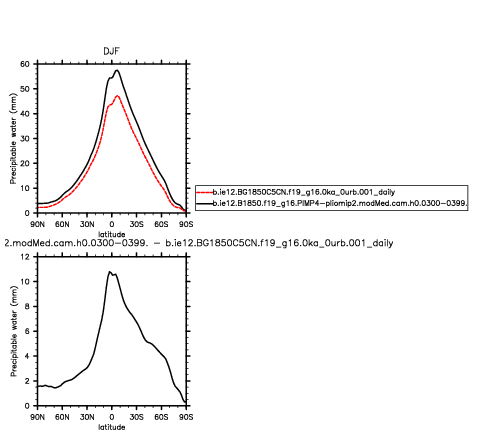 DJF
60
50
40
30
20
10
0
Precipitable water (mm)
90N 60N 30N 0 30S 60S 90S
latitude
b.ie12.BG1850C5CN.f19_g16.0ka_0urb.001_daily
b.ie12.B1850.f19_g16.PIMP4-pliomip2.modMed.cam.h0.0300-0399.
2.modMed.cam.h0.0300-0399. - b.ie12.BG1850C5CN.f19_g16.0ka_0urb.001_daily
12
10
8
6
4
2
0
Precipitable water (mm)
90N 60N 30N 0 30S 60S 90S
latitude